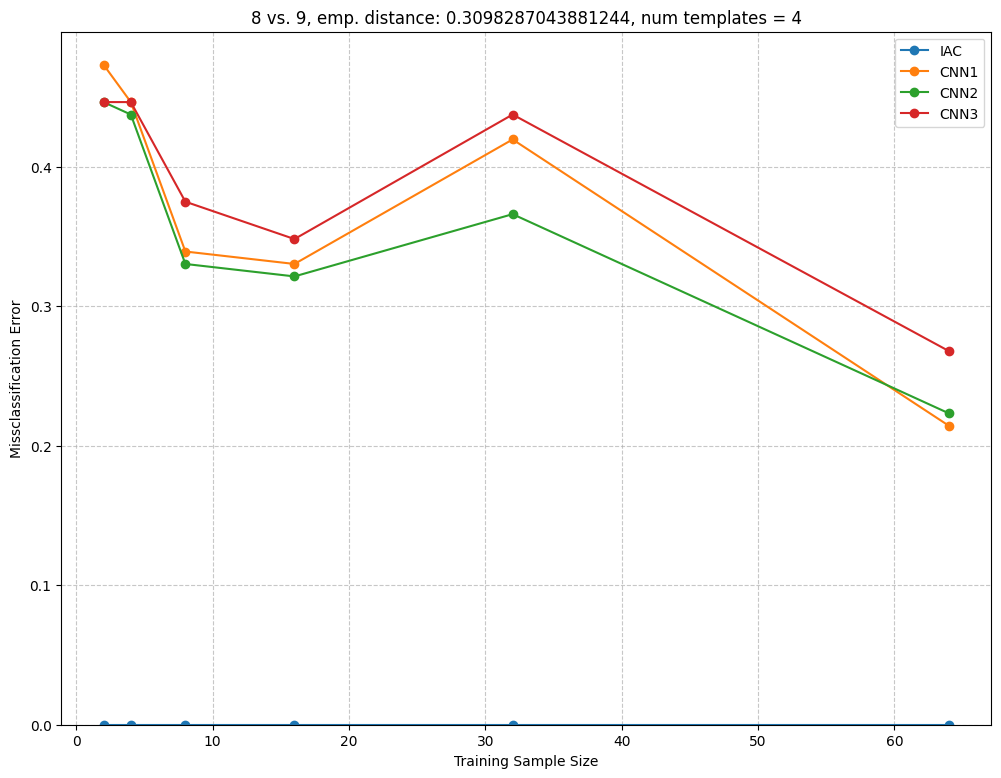 8 vs. 9, emp. distance: 0.3098287043881244, num templates = 4
IAC
CNN1
CNN2
CNN3
Missclassification Error
0.4
0.3
0.2
0.1
0.0
0 10 20 30 40 50 60
Training Sample Size